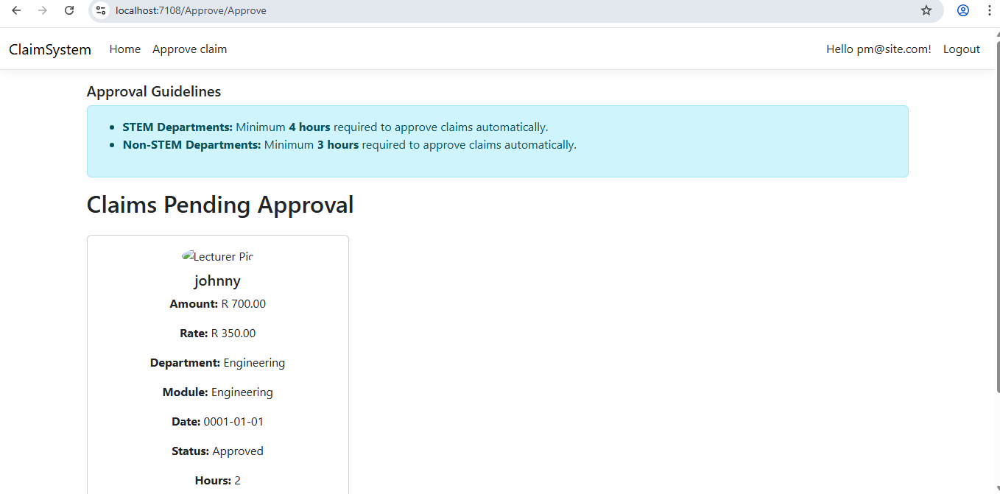 localhost:7108/Approve/Approve
ClaimSystem Home Approve claim Hello pm@site.com! Logout
Approval Guidelines
STEM Departments: Minimum 4 hours required to approve claims automatically.
Non-STEM Departments: Minimum 3 hours required to approve claims automatically.
Claims Pending Approval
Lecturer Pic
johnny
Amount: R 700.00
Rate: R 350.00
Department: Engineering
Module: Engineering
Date: 0001-01-01
Status: Approved
Hours: 2